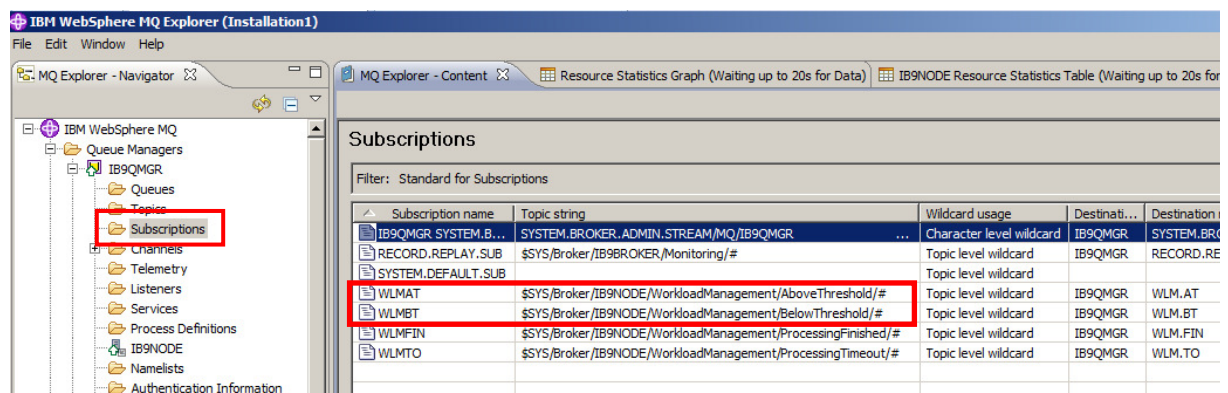 IBM WebSphere MQ Explorer (Installation1)
File Edit Window Help
MQ Explorer - Navigator
MQ Explorer - Content
Resource Statistics Graph (Waiting up to 20s for Data)
IB9NODE Resource Statistics Table (Waiting up to 20s for
IBM WebSphere MQ
Queue Managers
IB9QMGR
Queues
Topics
Subscriptions
Channels
Telemetry
Listeners
Services
Process Definitions
IB9NODE
Namelists
Authentication Information
Subscriptions
Filter: Standard for Subscriptions
Subscription name Topic string Wildcard usage Destinati... Destination
IB9QMGR SYSTEM.B... SYSTEM.BROKER.ADMIN.STREAM/MQ/IB9QMGR ... Character level wildcard IB9QMGR SYSTEM.BRO
RECORD.REPLAY.SUB $SYS/Broker/IB9BROKER/Monitoring/# Topic level wildcard IB9QMGR RECORD.RE
SYSTEM.DEFAULT.SUB Topic level wildcard
WLMAT $SYS/Broker/IB9NODE/WorkloadManagement/AboveThreshold/# Topic level wildcard IB9QMGR WLM.AT
WLMBT $SYS/Broker/IB9NODE/WorkloadManagement/BelowThreshold/# Topic level wildcard IB9QMGR WLM.BT
WLMFIN $SYS/Broker/IB9NODE/WorkloadManagement/ProcessingFinished/# Topic level wildcard IB9QMGR WLM.FIN
WLMTO $SYS/Broker/IB9NODE/WorkloadManagement/ProcessingTimeout/# Topic level wildcard IB9QMGR WLM.TO